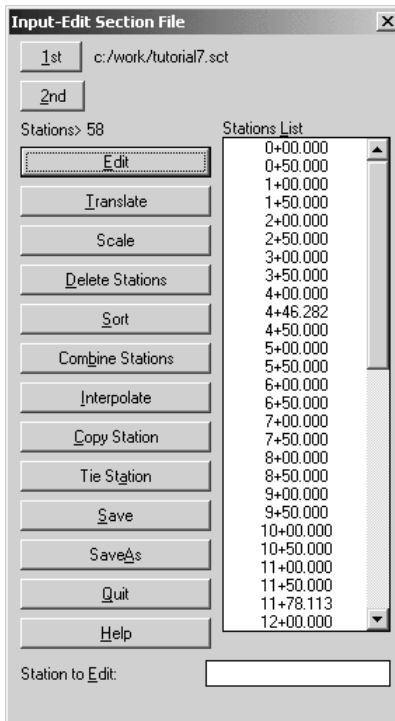 Input-Edit Section File
1st c:/work/tutorial7.sct
2nd
Stations> 58
Edit
Translate
Scale
Delete Stations
Sort
Combine Stations
Interpolate
Copy Station
Tie Station
Save
SaveAs
Quit
Help
Stations List
0+00.000
0+50.000
1+00.000
1+50.000
2+00.000
2+50.000
3+00.000
3+50.000
4+00.000
4+46.282
4+50.000
5+00.000
5+50.000
6+00.000
6+50.000
7+00.000
7+50.000
8+00.000
8+50.000
9+00.000
9+50.000
10+00.000
10+50.000
11+00.000
11+50.000
11+78.113
12+00.000
Station to Edit: